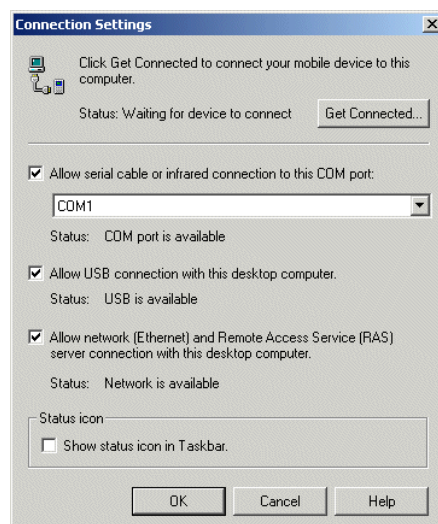 Connection Settings
Click Get Connected to connect your mobile device to this
computer.
Status: Waiting for device to connect
Get Connected...
Allow serial cable or infrared connection to this COM port:
COM1
Status: COM port is available
Allow USB connection with this desktop computer.
Status: USB is available
Allow network (Ethernet) and Remote Access Service (RAS)
server connection with this desktop computer.
Status: Network is available
Status icon
Show status icon in Taskbar.
OK Cancel Help